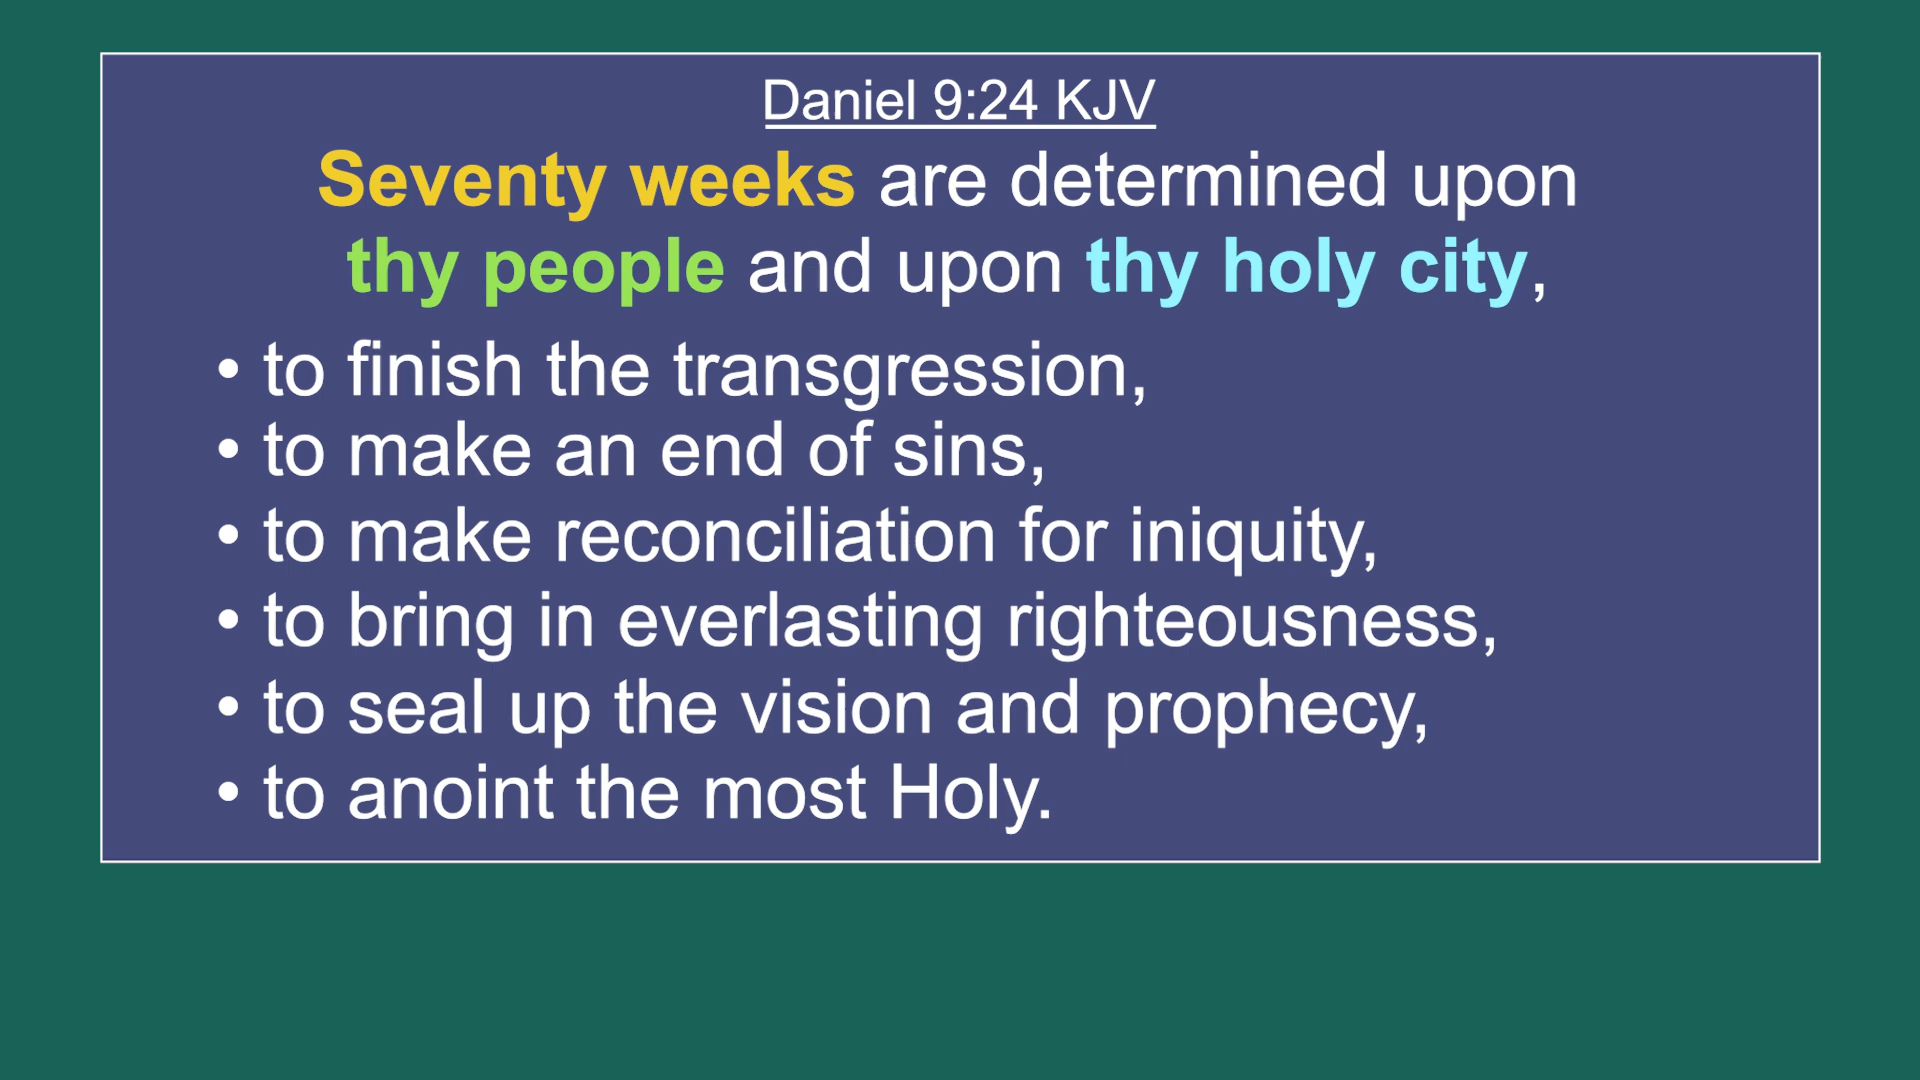 Daniel 9:24 KJV
Seventy weeks are determined upon
thy people and upon thy holy city,
• to finish the transgression,
• to make an end of sins,
• to make reconciliation for iniquity,
• to bring in everlasting righteousness,
• to seal up the vision and prophecy,
• to anoint the most Holy.